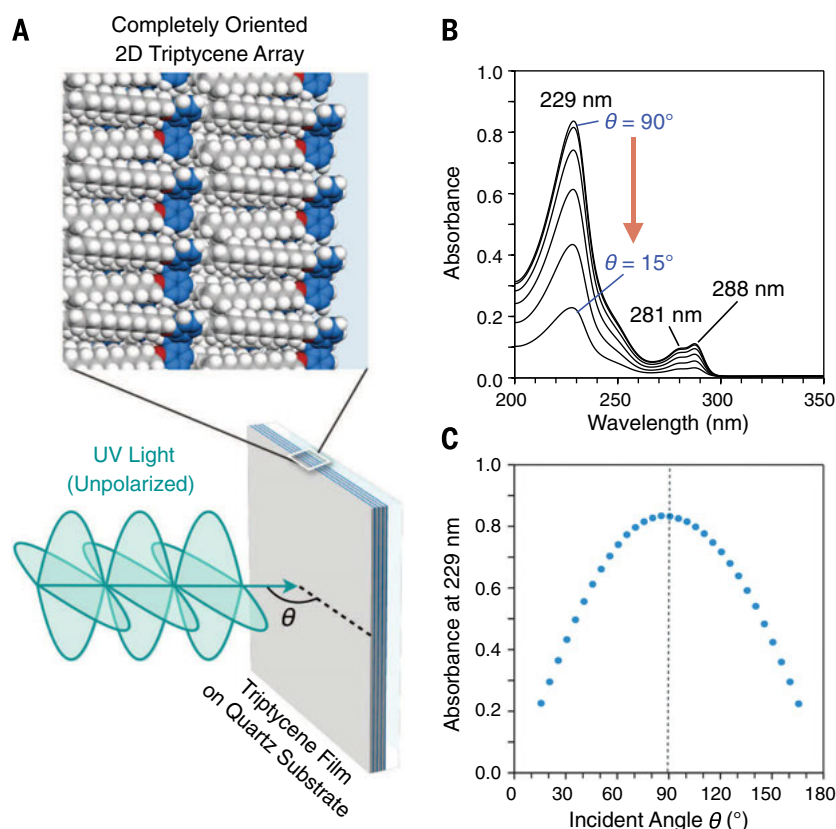 A
Completely Oriented
2D Triptycene Array
UV Light
(Unpolarized)
θ
Triptycene Film
on Quartz Substrate
B
1.0
0.8
0.6
0.4
0.2
0.0
Absorbance
229 nm
θ = 90°
θ = 15°
281 nm
288 nm
200
250
300
350
Wavelength (nm)
C
1.0
0.8
0.6
0.4
0.2
0.0
Absorbance at 229 nm
0
30
60
90
120
150
180
Incident Angle θ (°)